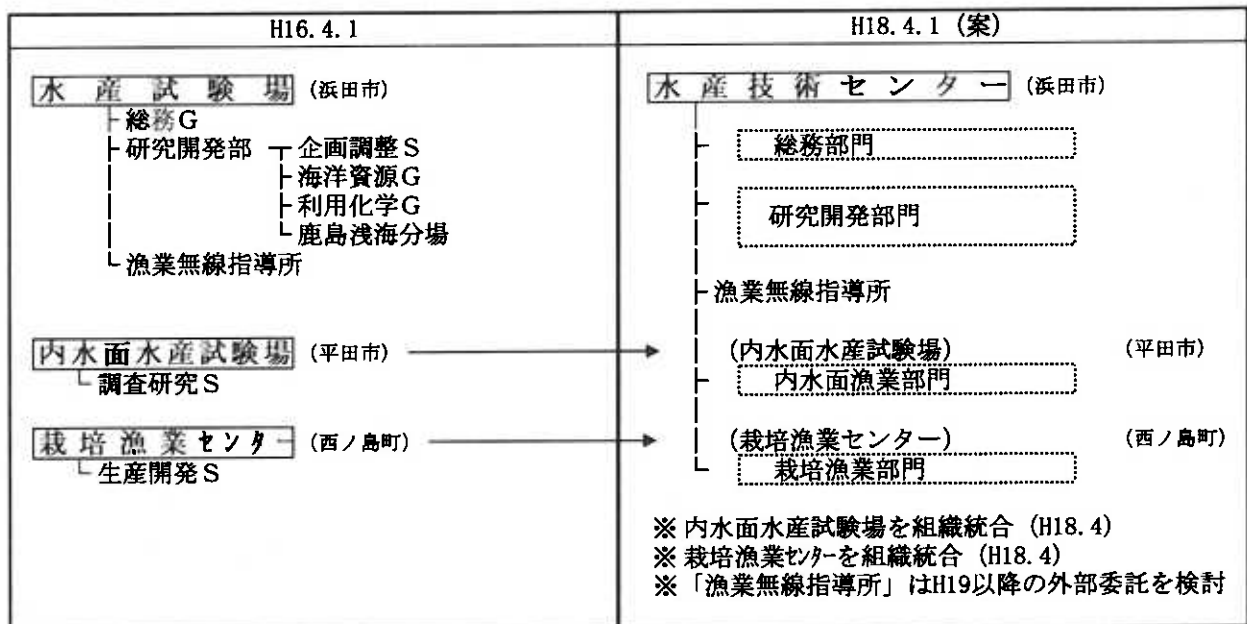 H16.4.1
水産試験場 (浜田市)
総務G
研究開発部 企画調整S
海洋資源G
利用化学G
鹿島浅海分場
漁業無線指導所
内水面水産試験場 (平田市)
調査研究S
栽培漁業センター (西ノ島町)
生産開発S
H18.4.1 (案)
水産技術センター (浜田市)
総務部門
研究開発部門
漁業無線指導所
(内水面水産試験場) (平田市)
内水面漁業部門
(栽培漁業センター) (西ノ島町)
栽培漁業部門
※ 内水面水産試験場を組織統合 (H18.4)
※ 栽培漁業ｾﾝﾀｰを組織統合 (H18.4)
※ 「漁業無線指導所」はH19以降の外部委託を検討